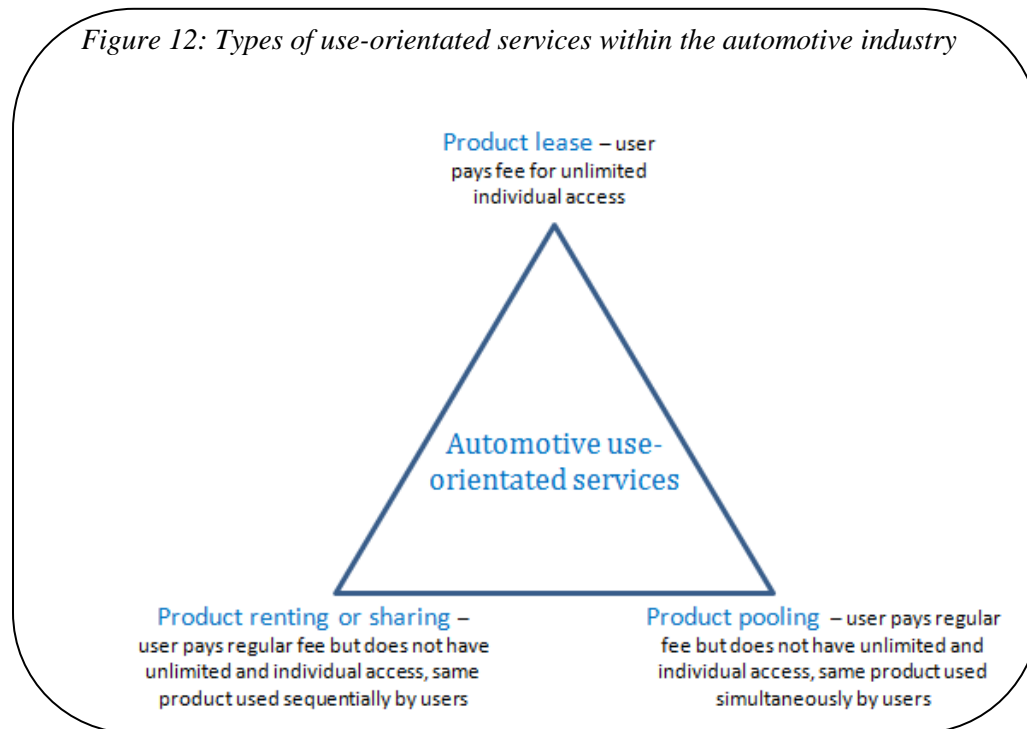 Figure 12: Types of use-orientated services within the automotive industry
Product lease – user
pays fee for unlimited
individual access
Automotive use-
orientated services
Product renting or sharing –
user pays regular fee but does not have
unlimited and individual access, same
product used sequentially by users
Product pooling – user pays regular
fee but does not have unlimited and
individual access, same product used
simultaneously by users